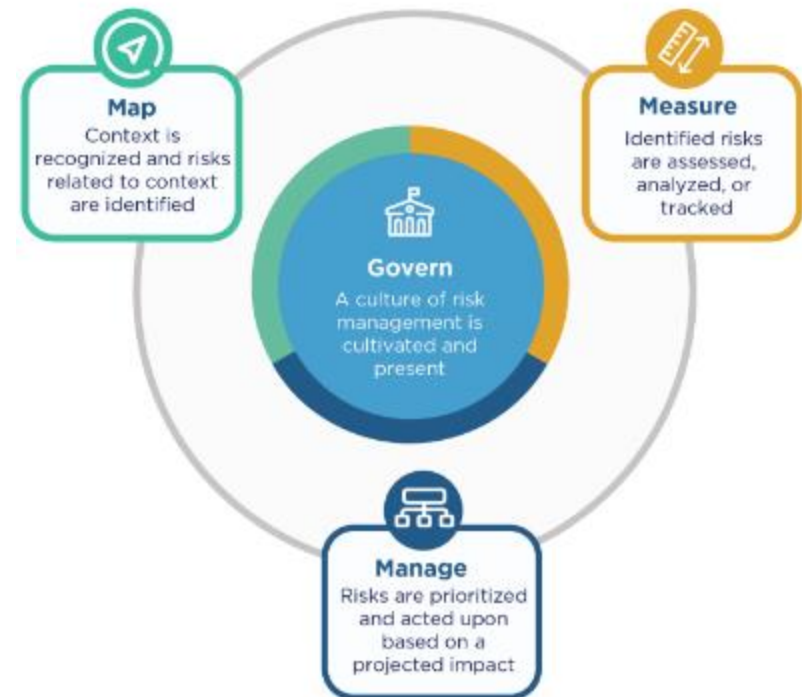 Map
Context is
recognized and risks
related to context
are identified
Measure
Identified risks
are assessed,
analyzed, or
tracked
Govern
A culture of risk
management is
cultivated and
present
Manage
Risks are prioritized
and acted upon
based on a
projected impact